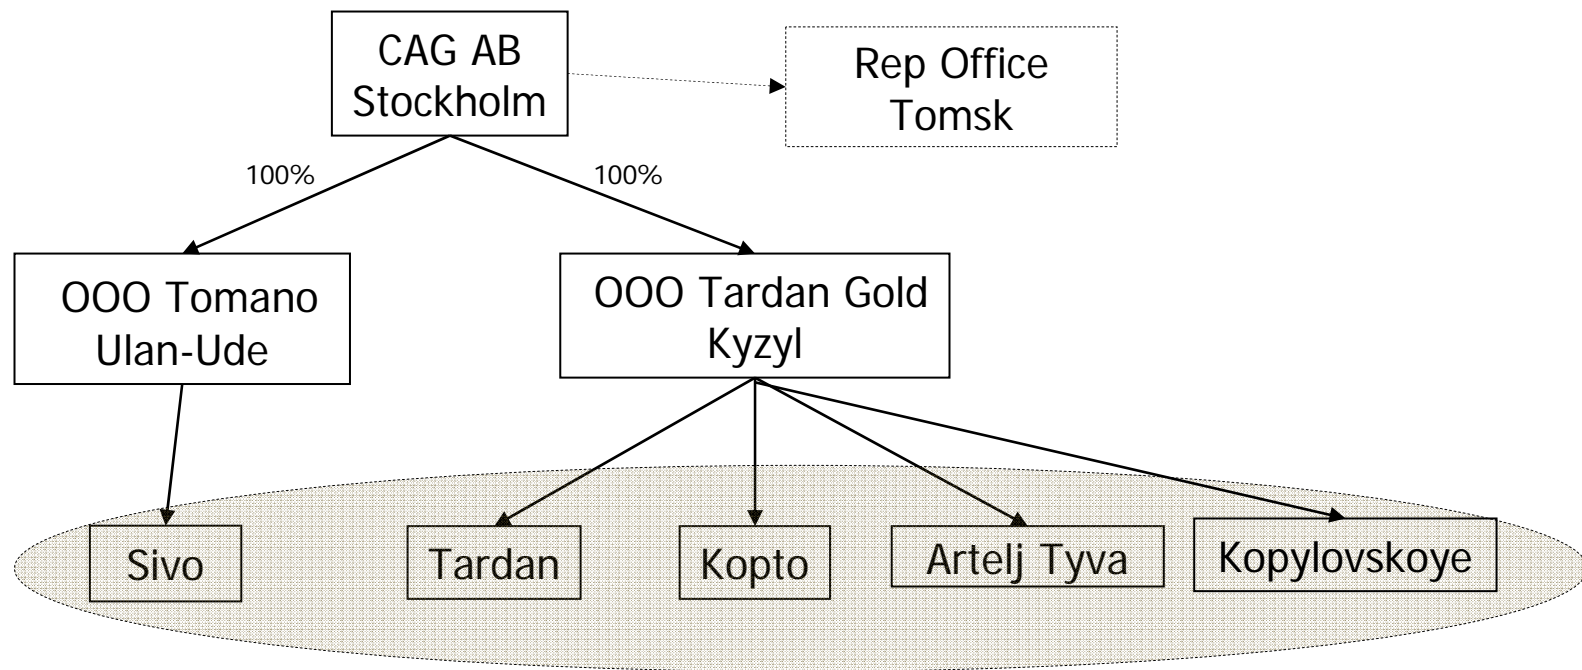 CAG AB
Stockholm
Rep Office
Tomsk
100%
100%
OOO Tomano
Ulan-Ude
OOO Tardan Gold
Kyzyl
Sivo
Tardan
Kopto
Artelj Tyva
Kopylovskoye